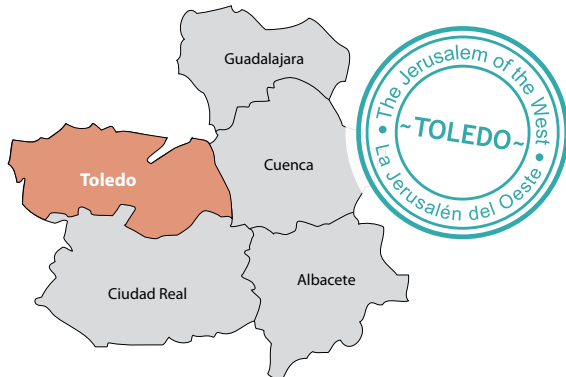 Guadalajara
The Jerusalem of the West
~TOLEDO~
La Jerusalén del Oeste
Cuenca
Toledo
Albacete
Ciudad Real